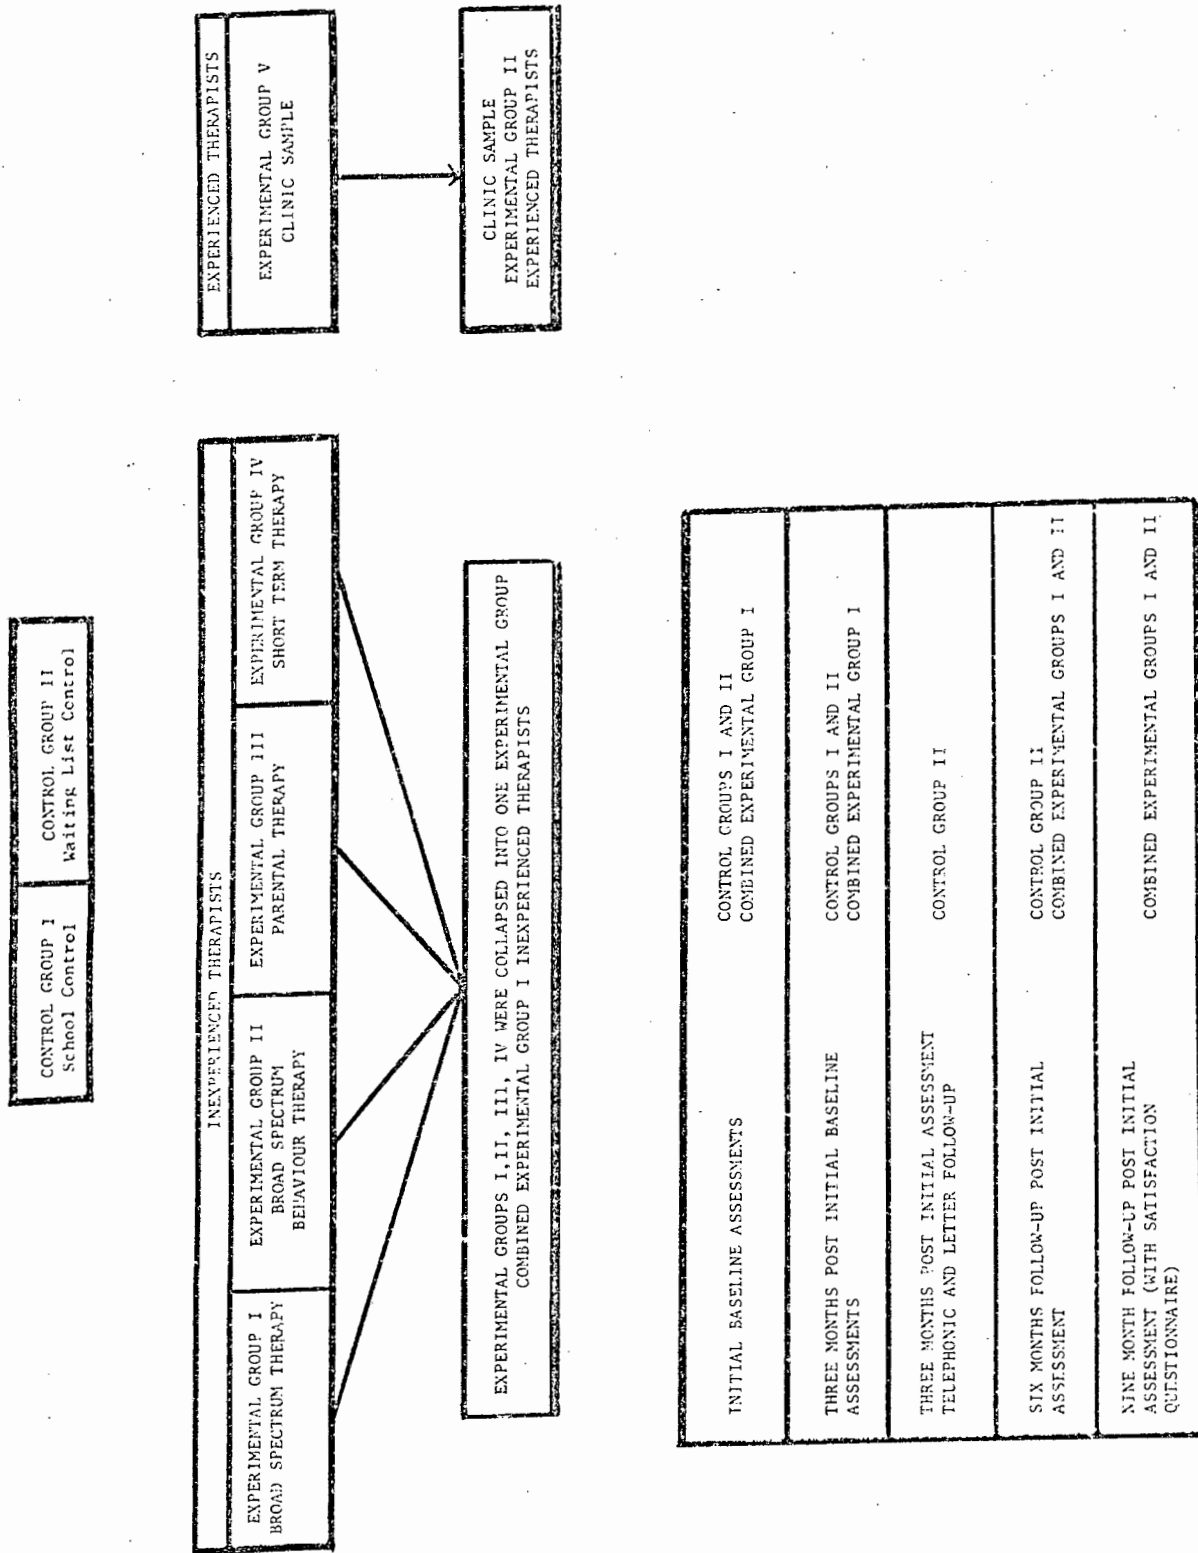 CONTROL GROUP I
School Control
CONTROL GROUP II
Waiting List Control
INEXPERIENCED THERAPISTS
EXPERIMENTAL GROUP I
BROAD SPECTRUM THERAPY
EXPERIMENTAL GROUP II
BROAD SPECTRUM
BEHAVIOUR THERAPY
EXPERIMENTAL GROUP III
PARENTAL THERAPY
EXPERIMENTAL GROUP IV
SHORT TERM THERAPY
EXPERIENCED THERAPISTS
EXPERIMENTAL GROUP V
CLINIC SAMPLE
EXPERIMENTAL GROUPS I,II, III, IV WERE COLLAPSED INTO ONE EXPERIMENTAL GROUP
COMBINED EXPERIMENTAL GROUP I INEXPERIENCED THERAPISTS
CLINIC SAMPLE
EXPERIMENTAL GROUP II
EXPERIENCED THERAPISTS
INITIAL BASELINE ASSESSMENTS
CONTROL GROUPS I AND II
COMBINED EXPERIMENTAL GROUP I
THREE MONTHS POST INITIAL BASELINE
ASSESSMENTS
CONTROL GROUPS I AND II
COMBINED EXPERIMENTAL GROUP I
THREE MONTHS POST INITIAL ASSESSMENT
TELEPHONIC AND LETTER FOLLOW-UP
CONTROL GROUP II
SIX MONTHS FOLLOW-UP POST INITIAL
ASSESSMENT
CONTROL GROUP II
COMBINED EXPERIMENTAL GROUPS I AND II
NINE MONTH FOLLOW-UP POST INITIAL
ASSESSMENT (WITH SATISFACTION
QUESTIONNAIRE)
COMBINED EXPERIMENTAL GROUPS I AND II